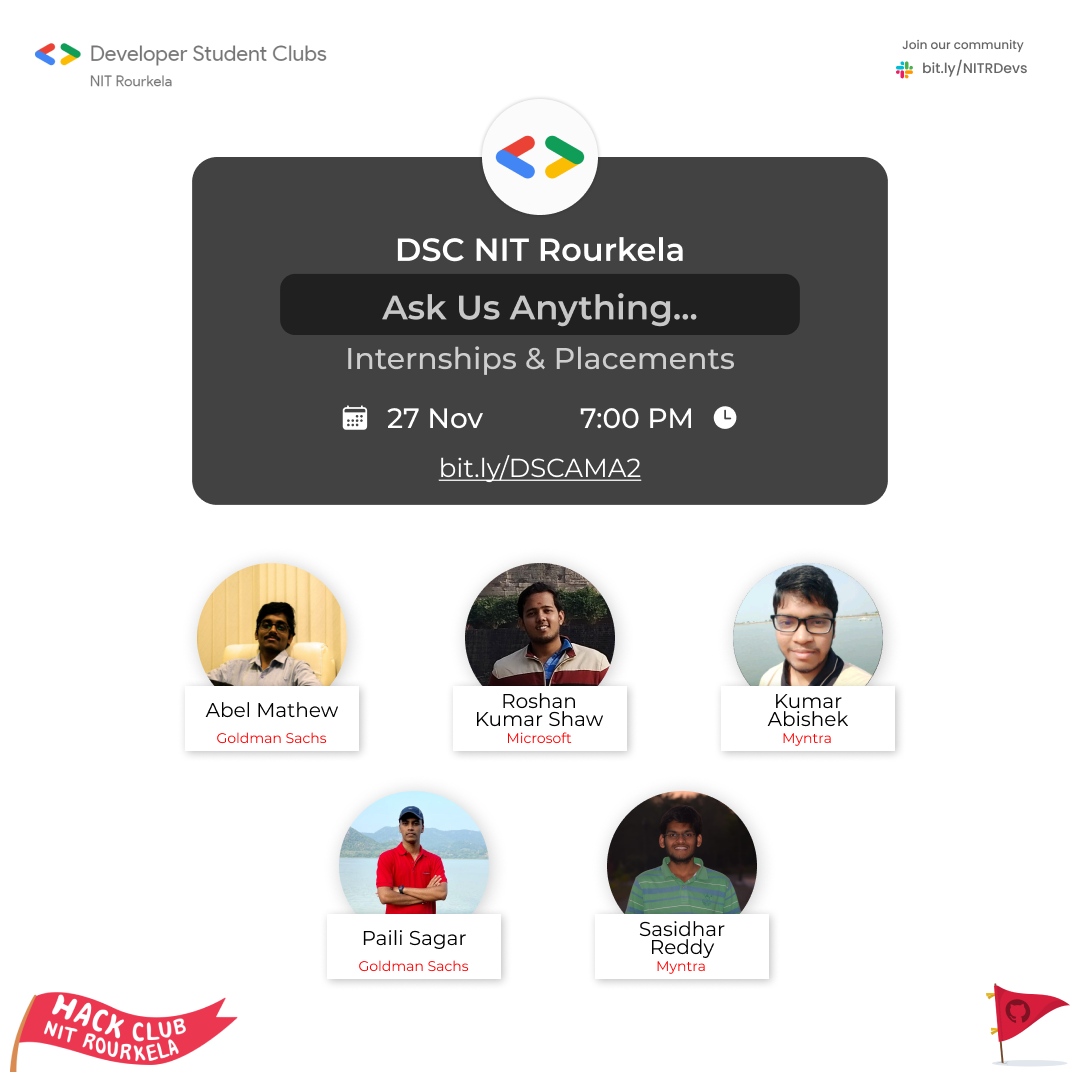 Developer Student Clubs
NIT Rourkela
Join our community
bit.ly/NITRDevs
DSC NIT Rourkela
Ask Us Anything...
Internships & Placements
27 Nov
7:00 PM
bit.ly/DSCAMA2
Abel Mathew
Goldman Sachs
Roshan
Kumar Shaw
Microsoft
Kumar
Abishek
Myntra
Paili Sagar
Goldman Sachs
Sasidhar
Reddy
Myntra
HACK CLUB
NIT ROURKELA